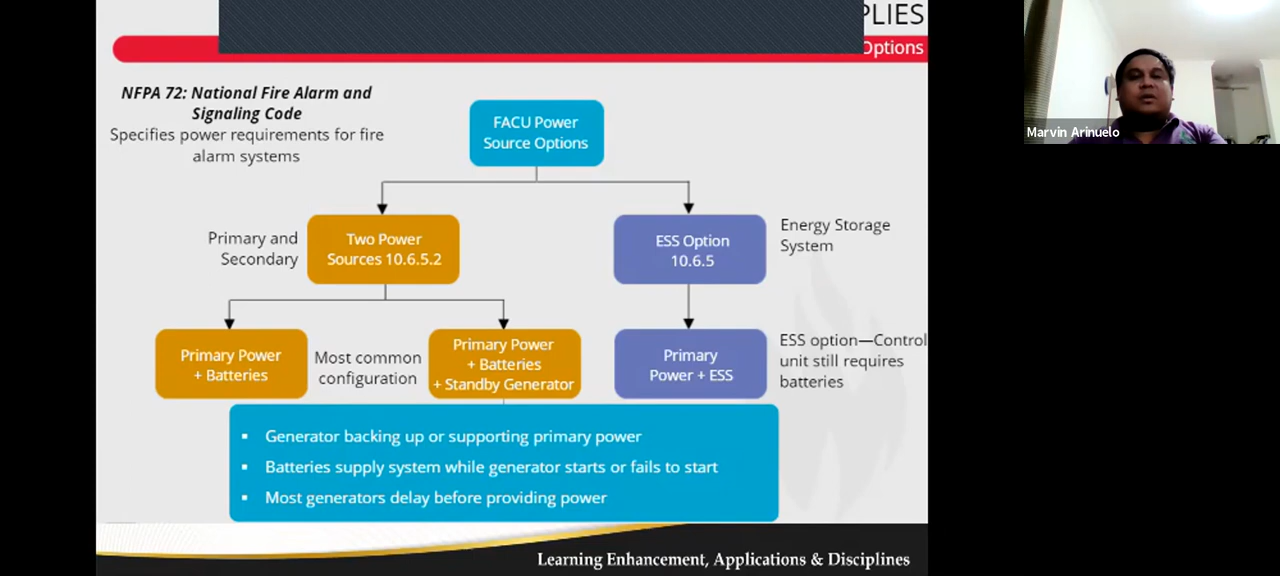 PLIES
Options
NFPA 72: National Fire Alarm and
Signaling Code
Specifies power requirements for fire
alarm systems
FACU Power
Source Options
Primary and
Secondary
Two Power
Sources 10.6.5.2
ESS Option
10.6.5
Energy Storage
System
Primary Power
+ Batteries
Most common
configuration
Primary Power
+ Batteries
+ Standby Generator
Primary
Power + ESS
ESS option—Control
unit still requires
batteries
▪ Generator backing up or supporting primary power
▪ Batteries supply system while generator starts or fails to start
▪ Most generators delay before providing power
Learning Enhancement, Applications & Disciplines
Marvin Arinuelo